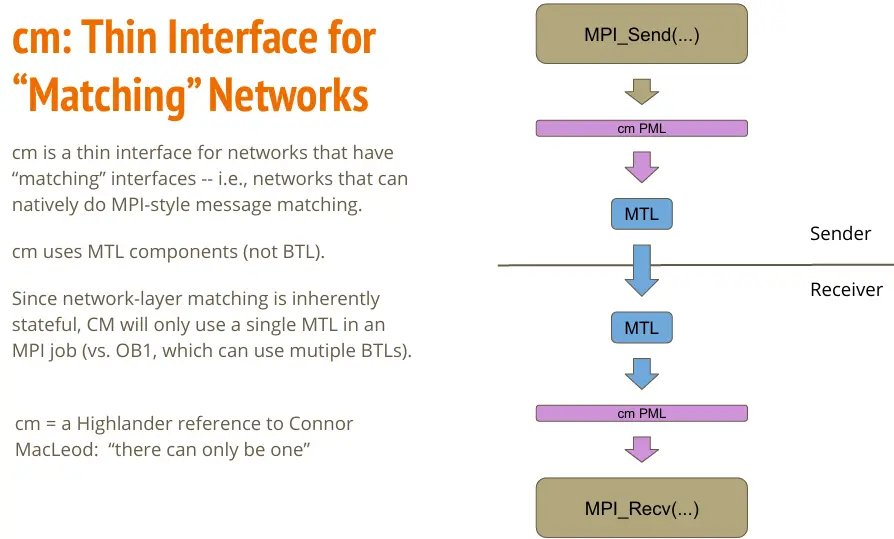 cm: Thin Interface for
“Matching” Networks
cm is a thin interface for networks that have
“matching” interfaces -- i.e., networks that can
natively do MPI-style message matching.
cm uses MTL components (not BTL).
Since network-layer matching is inherently
stateful, CM will only use a single MTL in an
MPI job (vs. OB1, which can use mutiple BTLs).
cm = a Highlander reference to Connor
MacLeod:  “there can only be one”
MPI_Send(...)
cm PML
MTL
Sender
Receiver
MTL
cm PML
MPI_Recv(...)